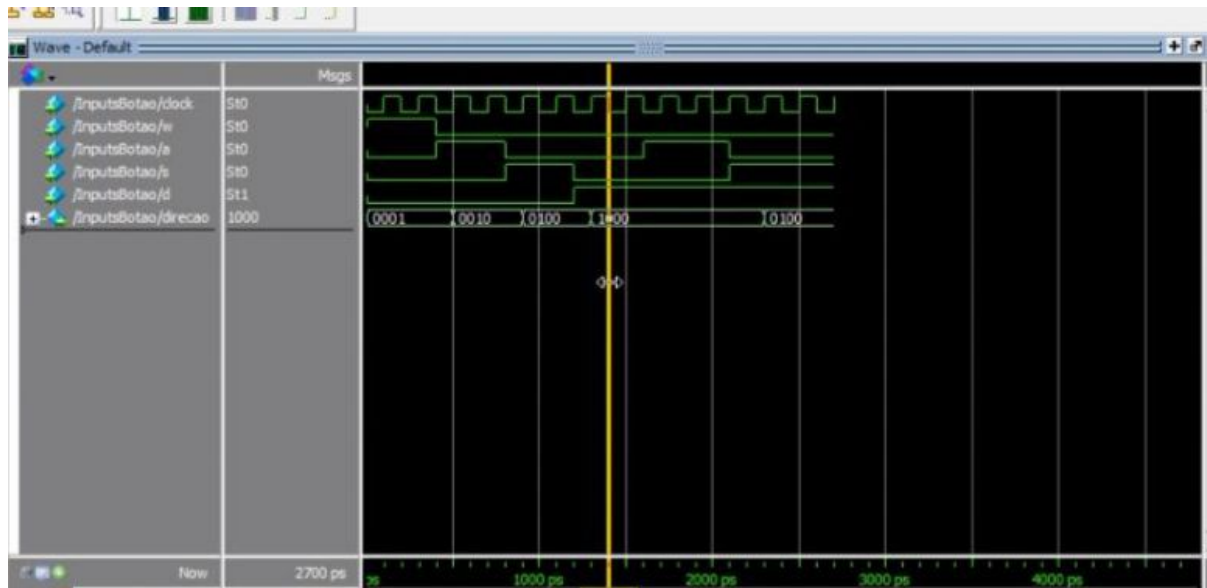 Wave - Default
Msgs
/InputsBotao/clock St0
/InputsBotao/w St0
/InputsBotao/a St0
/InputsBotao/s St0
/InputsBotao/d St1
/InputsBotao/direcao 1000 0001 0010 0100 0100
Now 2700 ps ps 1000 ps 2000 ps 3000 ps 4000 ps